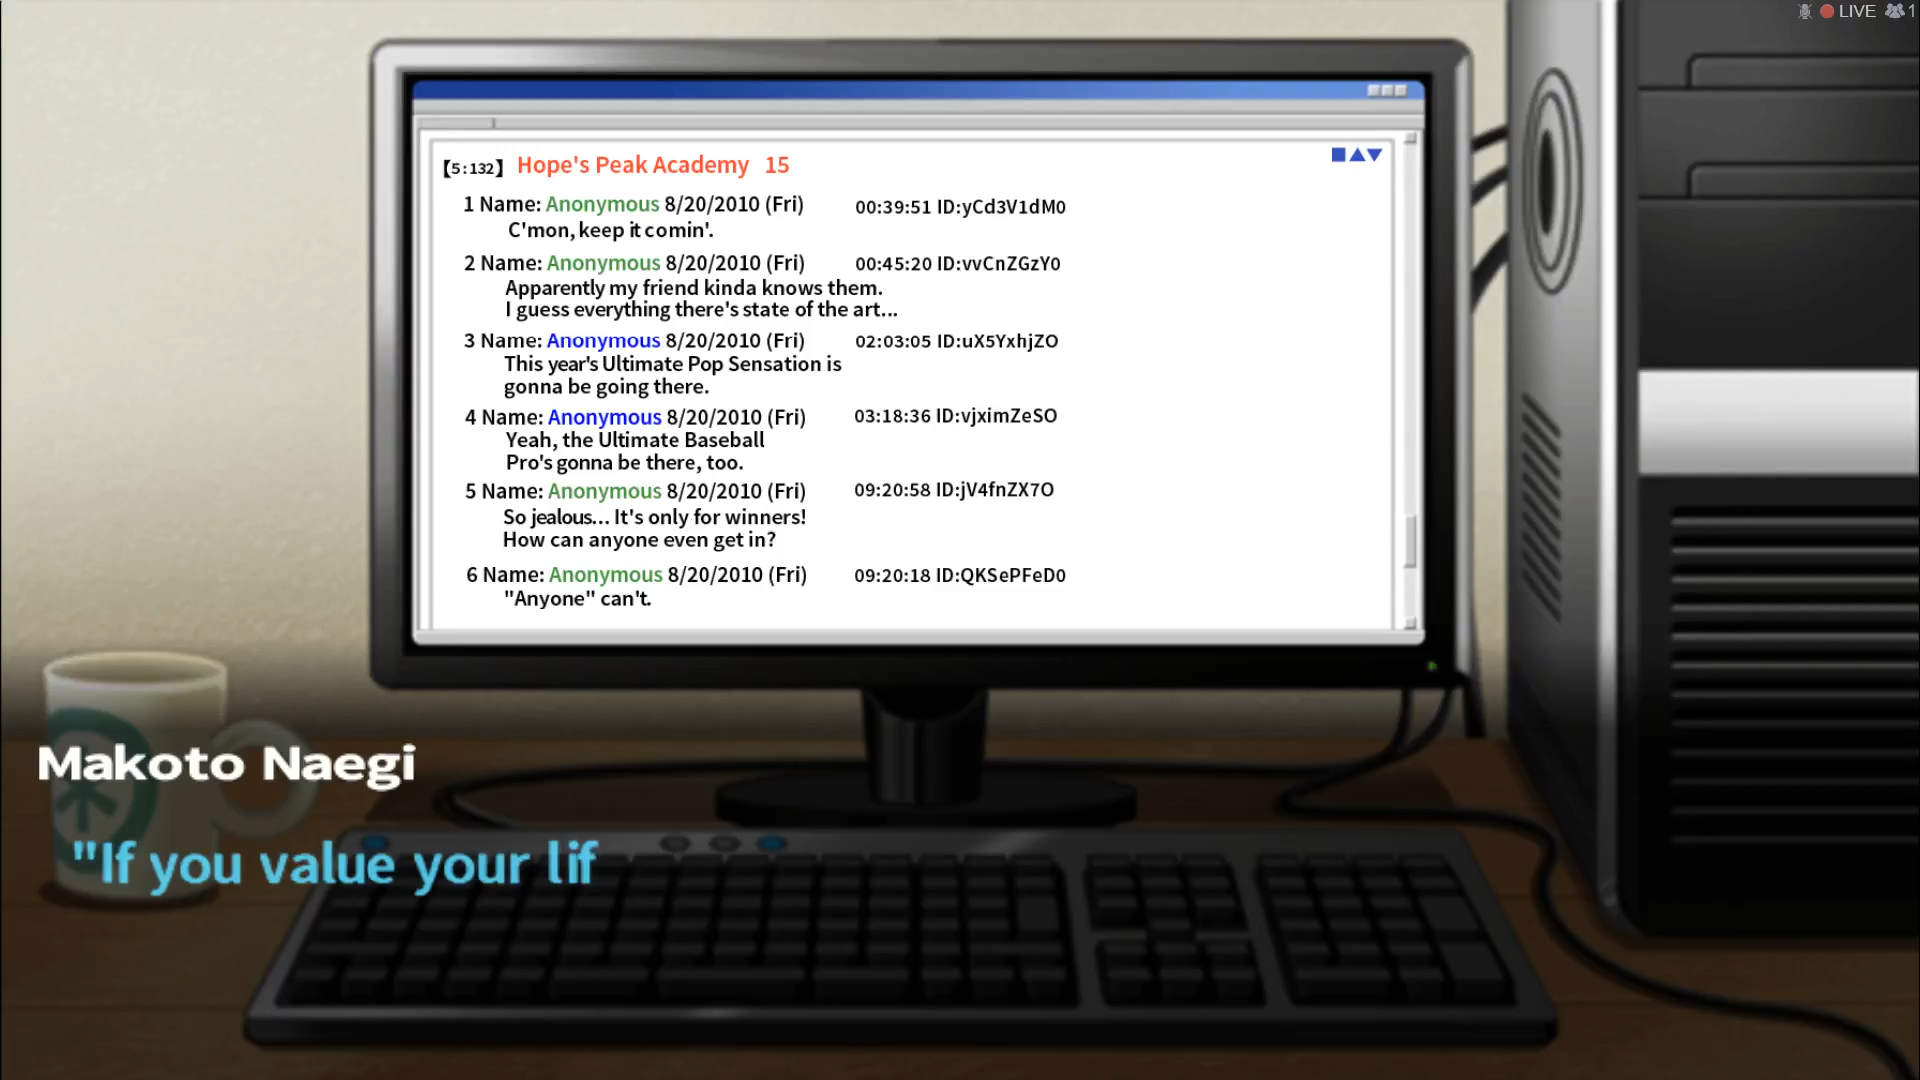 LIVE 1
【5:132】 Hope's Peak Academy 15
1 Name: Anonymous 8/20/2010 (Fri) 00:39:51 ID:yCd3V1dM0
C'mon, keep it comin'.
2 Name: Anonymous 8/20/2010 (Fri) 00:45:20 ID:vvCnZGzY0
Apparently my friend kinda knows them.
I guess everything there's state of the art...
3 Name: Anonymous 8/20/2010 (Fri) 02:03:05 ID:uX5YxhjZO
This year's Ultimate Pop Sensation is
gonna be going there.
4 Name: Anonymous 8/20/2010 (Fri) 03:18:36 ID:vjximZeSO
Yeah, the Ultimate Baseball
Pro's gonna be there, too.
5 Name: Anonymous 8/20/2010 (Fri) 09:20:58 ID:jV4fnZX7O
So jealous... It's only for winners!
How can anyone even get in?
6 Name: Anonymous 8/20/2010 (Fri) 09:20:18 ID:QKSePFeD0
"Anyone" can't.
Makoto Naegi
"If you value your lif